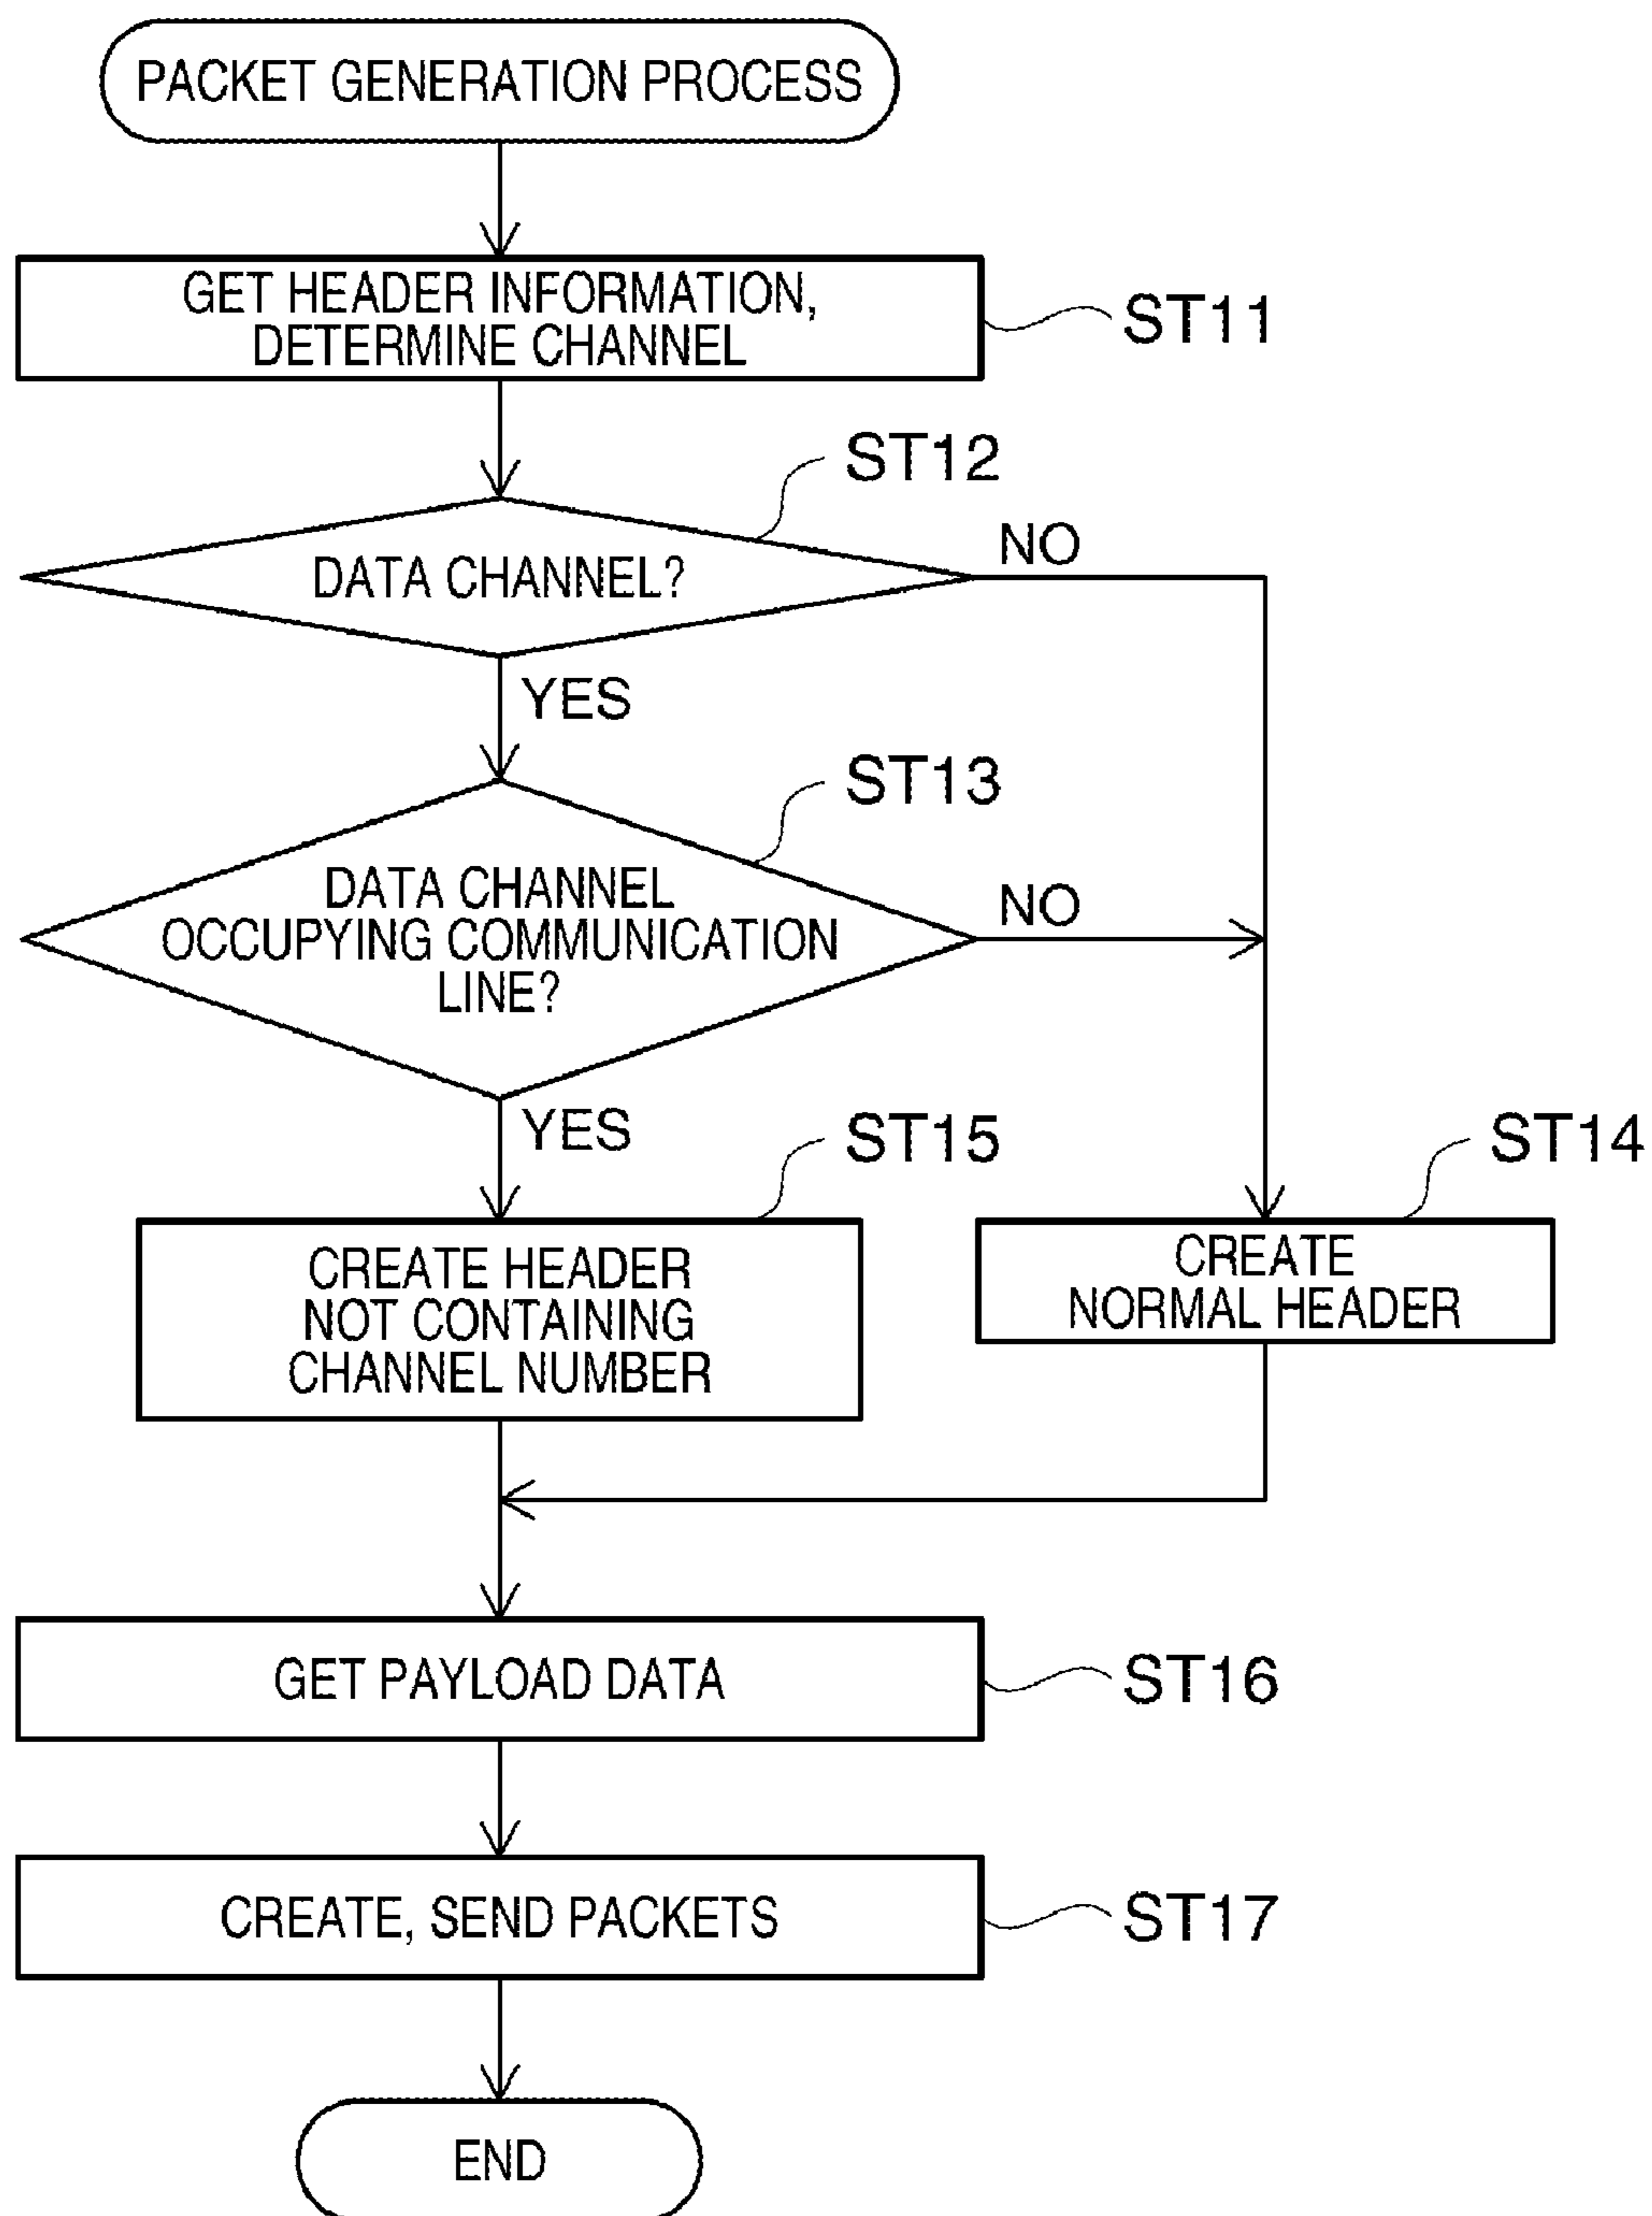 PACKET GENERATION PROCESS
GET HEADER INFORMATION,
DETERMINE CHANNEL
ST11
ST12
DATA CHANNEL?
NO
YES
ST13
DATA CHANNEL
OCCUPYING COMMUNICATION
LINE?
NO
YES
ST15
ST14
CREATE HEADER
NOT CONTAINING
CHANNEL NUMBER
CREATE
NORMAL HEADER
GET PAYLOAD DATA
ST16
CREATE, SEND PACKETS
ST17
END